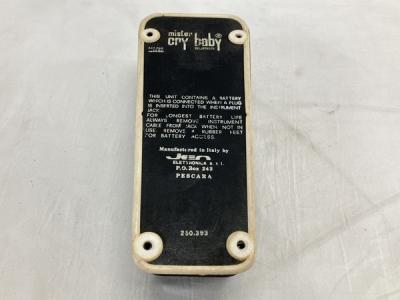 mister
cry baby®
THIS UNIT CONTAINS A BATTERY
WHICH IS CONNECTED WHEN A PLUG
IS INSERTED INTO THE INSTRUMENT
JACK.
FOR LONGEST BATTERY LIFE
ALWAYS REMOVE INSTRUMENT
CABLE FROM JACK WHEN NOT IN
USE. REMOVE 4 RUBBER FEET
FOR BATTERY ACCESS.
Manufactured in Italy by
JEN
ELETTRONICA s.r.l.
P.O. Box 243
PESCARA
250.393